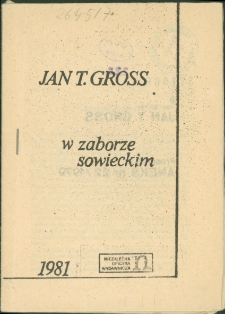 JAN T. GROSS
w zaborze
sowieckim
1981
NIEZALEŻNA
OFICYNA
WYDAWNICZA
n